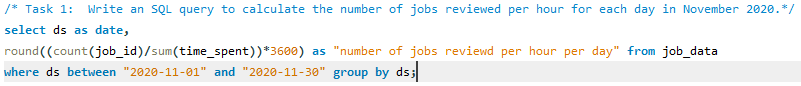 /* Task 1:  Write an SQL query to calculate the number of jobs reviewed per hour for each day in November 2020.*/
select ds as date,
round((count(job_id)/sum(time_spent))*3600) as "number of jobs reviewd per hour per day" from job_data
where ds between "2020-11-01" and "2020-11-30" group by ds;